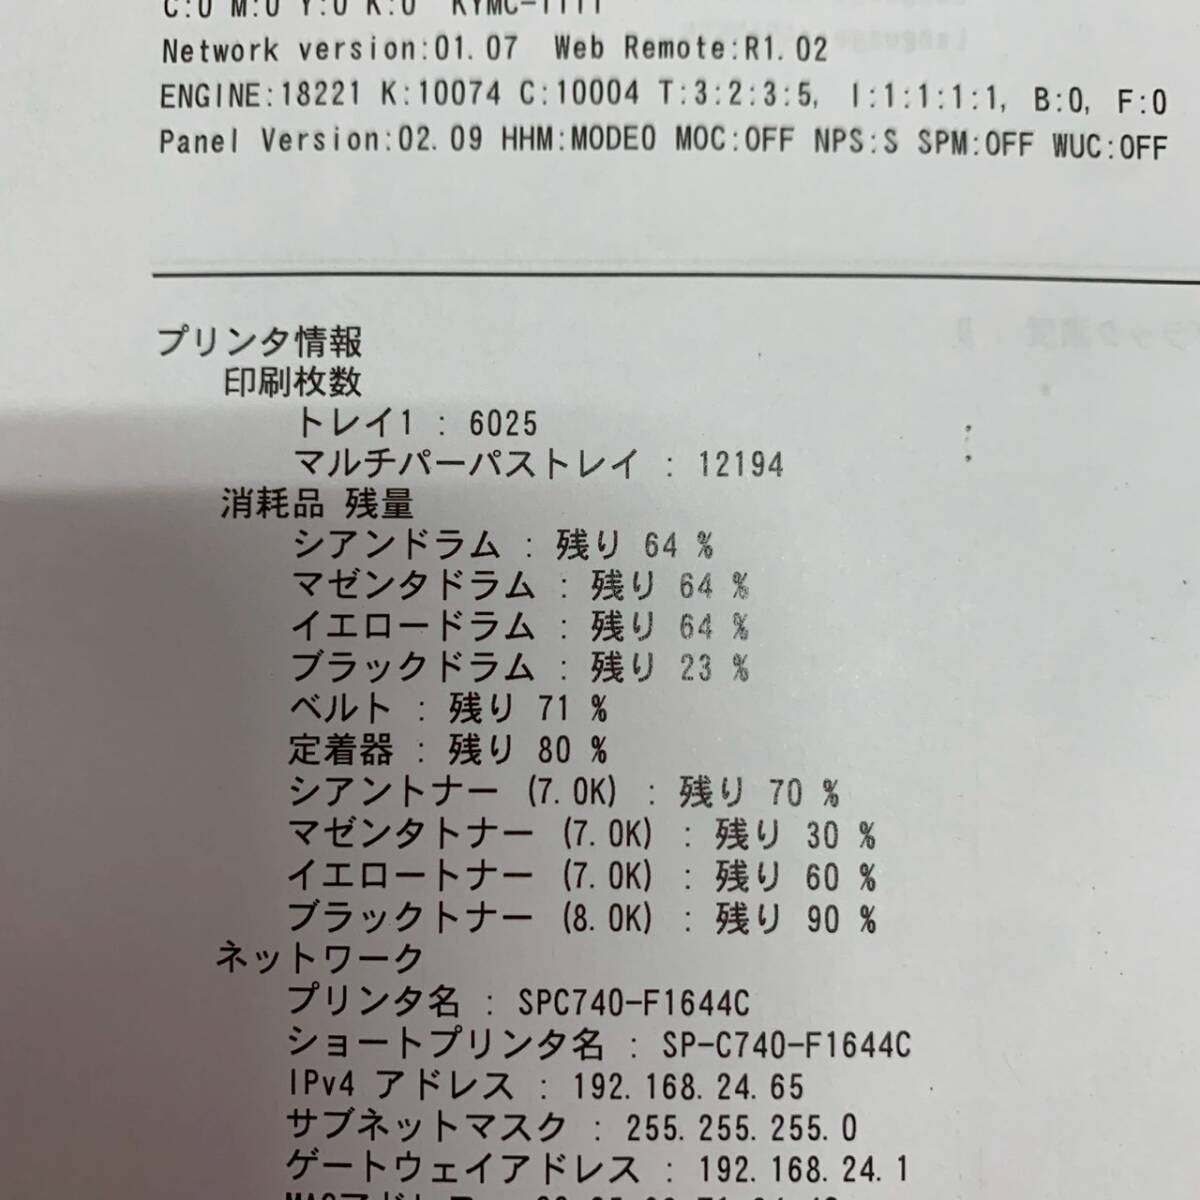 C:0 M:0 Y:0 K:0 KYMC-1111
Network version:01.07 Web Remote:R1.02
ENGINE:18221 K:10074 C:10004 T:3:2:3:5, I:1:1:1:1, B:0, F:0
Panel Version:02.09 HHM:MODE0 MOC:OFF NPS:S SPM:OFF WUC:OFF
プリンタ情報
印刷枚数
トレイ1 : 6025
マルチパーパストレイ : 12194
消耗品 残量
シアンドラム : 残り 64 %
マゼンタドラム : 残り 64 %
イエロードラム : 残り 64 %
ブラックドラム : 残り 23 %
ベルト : 残り 71 %
定着器 : 残り 80 %
シアントナー (7.0K) : 残り 70 %
マゼンタトナー (7.0K) : 残り 30 %
イエロートナー (7.0K) : 残り 60 %
ブラックトナー (8.0K) : 残り 90 %
ネットワーク
プリンタ名 : SPC740-F1644C
ショートプリンタ名 : SP-C740-F1644C
IPv4 アドレス : 192.168.24.65
サブネットマスク : 255.255.255.0
ゲートウェイアドレス : 192.168.24.1